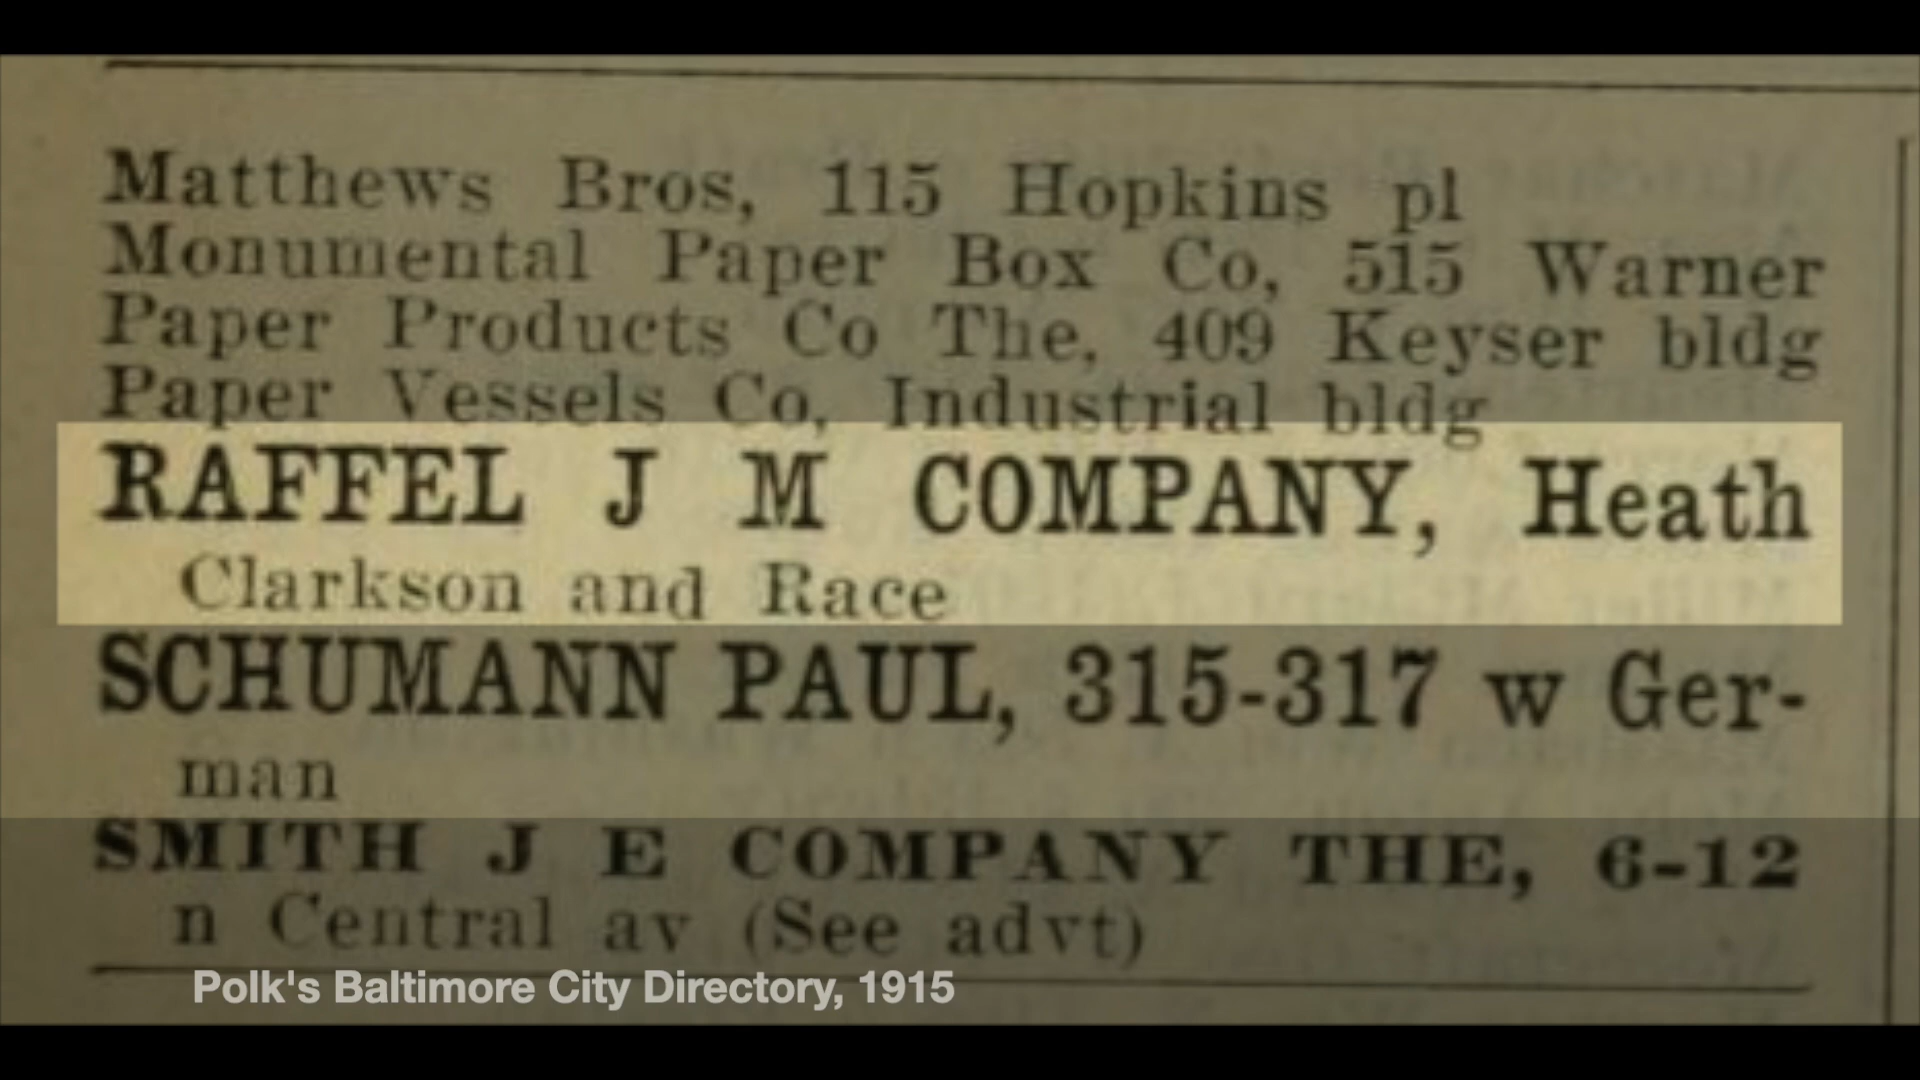 Matthews Bros, 115 Hopkins pl
Monumental Paper Box Co, 515 Warner
Paper Products Co The, 409 Keyser bldg
Paper Vessels Co, Industrial bldg
RAFFEL J M COMPANY, Heath
Clarkson and Race
SCHUMANN PAUL, 315-317 w Ger-
man
SMITH J E COMPANY THE, 6-12
n Central av (See advt)
Polk's Baltimore City Directory, 1915